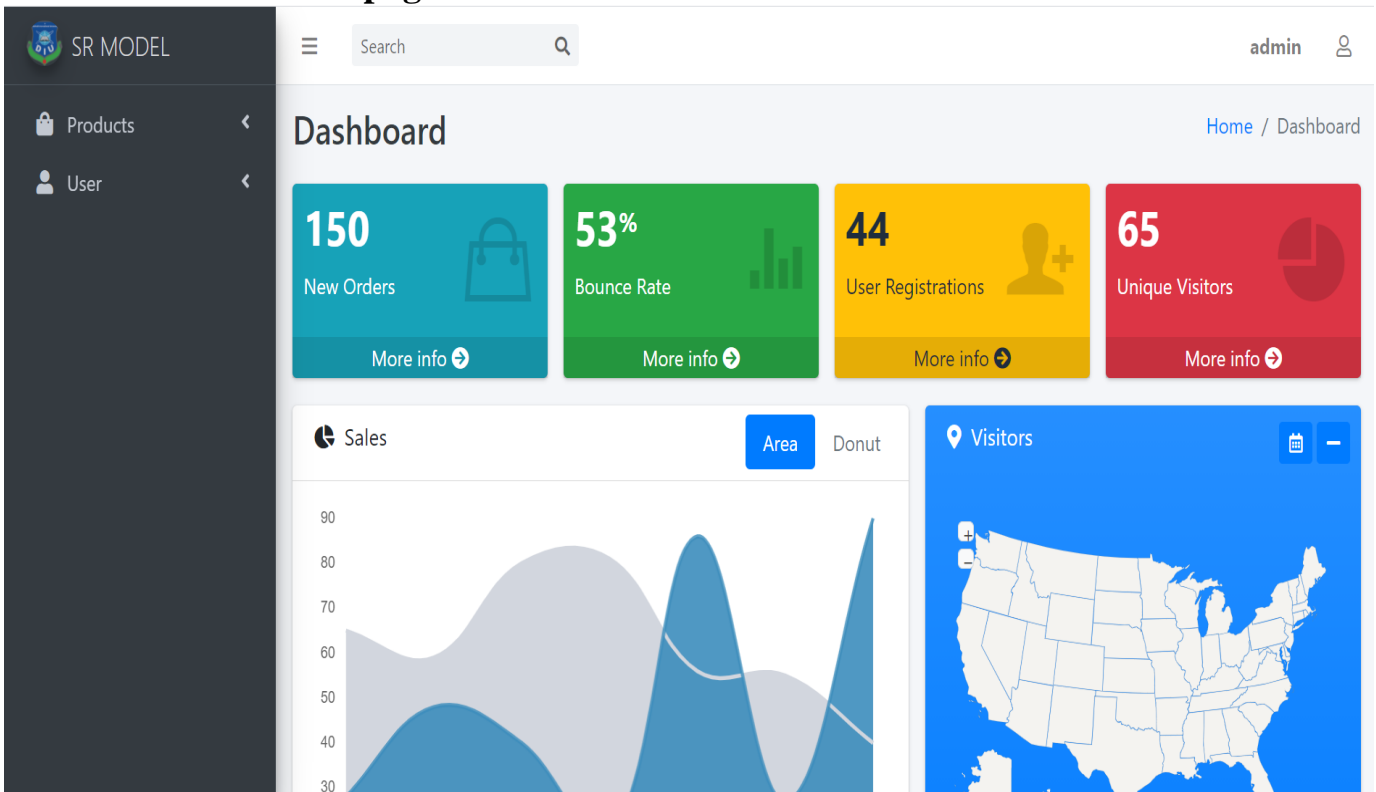 SR MODEL
Search
admin
Products
User
Dashboard
Home / Dashboard
150
New Orders
More info
53%
Bounce Rate
More info
44
User Registrations
More info
65
Unique Visitors
More info
Sales
Area
Donut
90
80
70
60
50
40
30
Visitors
+
−